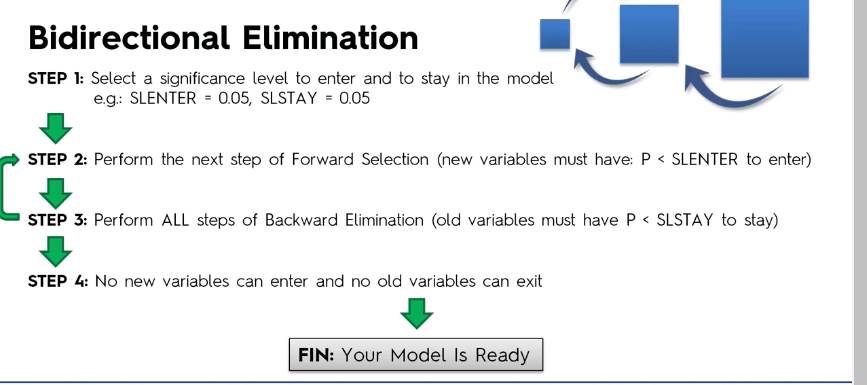 Bidirectional Elimination
STEP 1: Select a significance level to enter and to stay in the model
e.g.: SLENTER = 0.05, SLSTAY = 0.05
STEP 2: Perform the next step of Forward Selection (new variables must have: P < SLENTER to enter)
STEP 3: Perform ALL steps of Backward Elimination (old variables must have P < SLSTAY to stay)
STEP 4: No new variables can enter and no old variables can exit
FIN: Your Model Is Ready